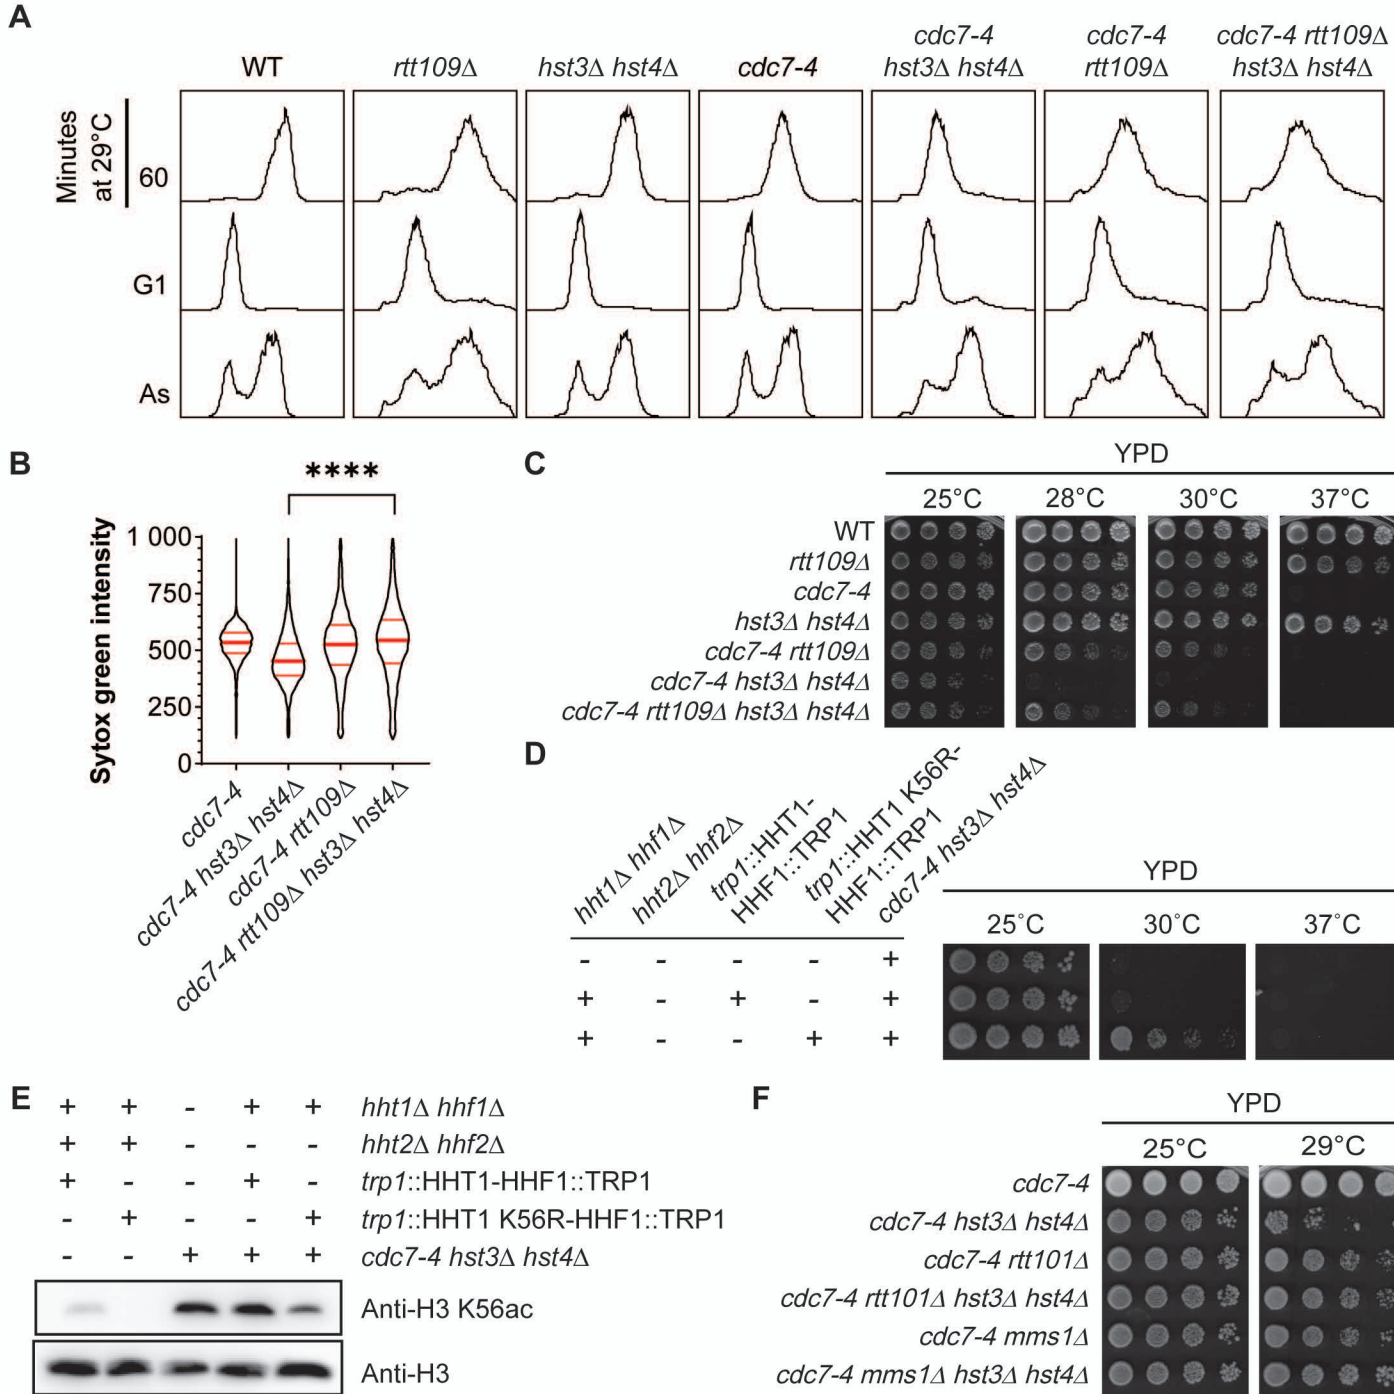 A
WT
rtt109Δ
hst3Δ hst4Δ
cdc7-4
cdc7-4
hst3Δ hst4Δ
cdc7-4
rtt109Δ
cdc7-4 rtt109Δ
hst3Δ hst4Δ
Minutes
at 29°C
60
G1
As
B
****
Sytox green intensity
1 000
750
500
250
0
cdc7-4
cdc7-4 hst3Δ hst4Δ
cdc7-4 rtt109Δ
cdc7-4 rtt109Δ hst3Δ hst4Δ
C
YPD
25°C 28°C 30°C 37°C
WT
rtt109Δ
cdc7-4
hst3Δ hst4Δ
cdc7-4 rtt109Δ
cdc7-4 hst3Δ hst4Δ
cdc7-4 rtt109Δ hst3Δ hst4Δ
D
hht1Δ hhf1Δ
hht2Δ hhf2Δ
trp1::HHT1-
HHF1::TRP1
trp1::HHT1 K56R-
HHF1::TRP1
cdc7-4 hst3Δ hst4Δ
YPD
25°C 30°C 37°C
- - - - +
+ - + - +
+ - - + +
E
+ + - + + hht1Δ hhf1Δ
+ + - - - hht2Δ hhf2Δ
+ - - + - trp1::HHT1-HHF1::TRP1
- + - - + trp1::HHT1 K56R-HHF1::TRP1
- - + + + cdc7-4 hst3Δ hst4Δ
Anti-H3 K56ac
Anti-H3
F
YPD
25°C 29°C
cdc7-4
cdc7-4 hst3Δ hst4Δ
cdc7-4 rtt101Δ
cdc7-4 rtt101Δ hst3Δ hst4Δ
cdc7-4 mms1Δ
cdc7-4 mms1Δ hst3Δ hst4Δ